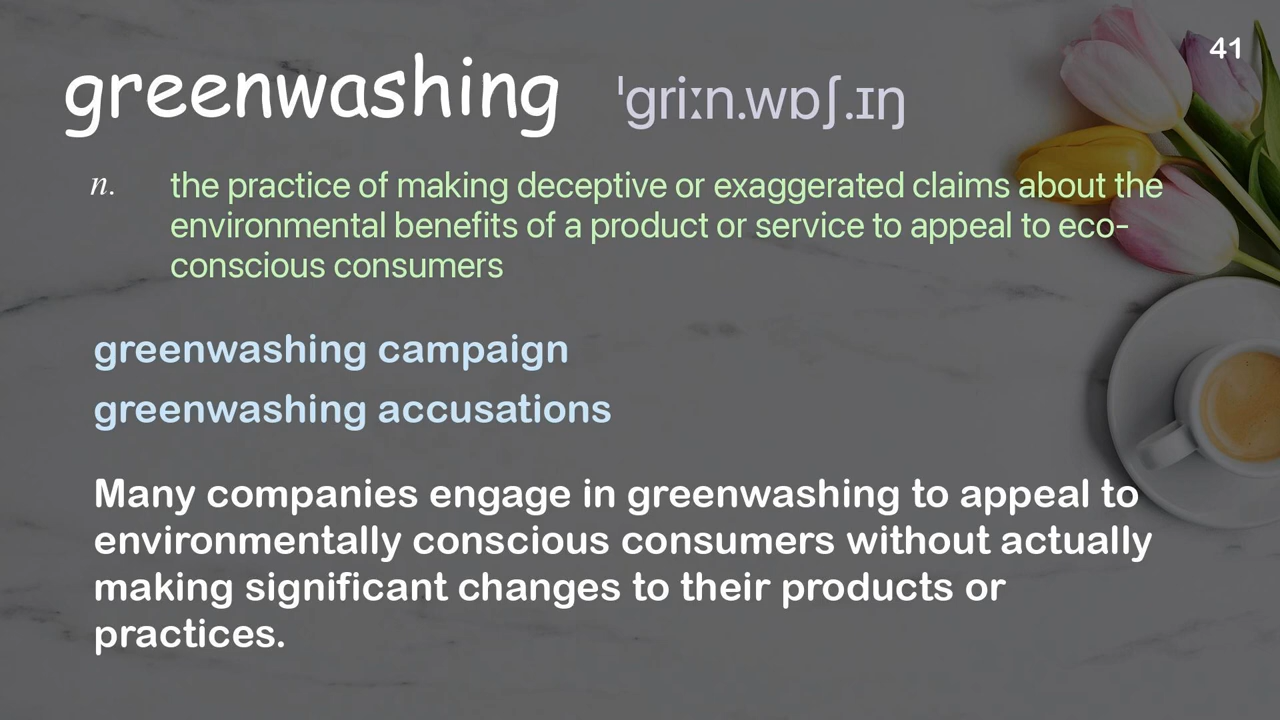 41
greenwashing ˈɡriːn.wɒʃ.ɪŋ
n. the practice of making deceptive or exaggerated claims about the
environmental benefits of a product or service to appeal to eco-
conscious consumers
greenwashing campaign
greenwashing accusations
Many companies engage in greenwashing to appeal to
environmentally conscious consumers without actually
making significant changes to their products or
practices.